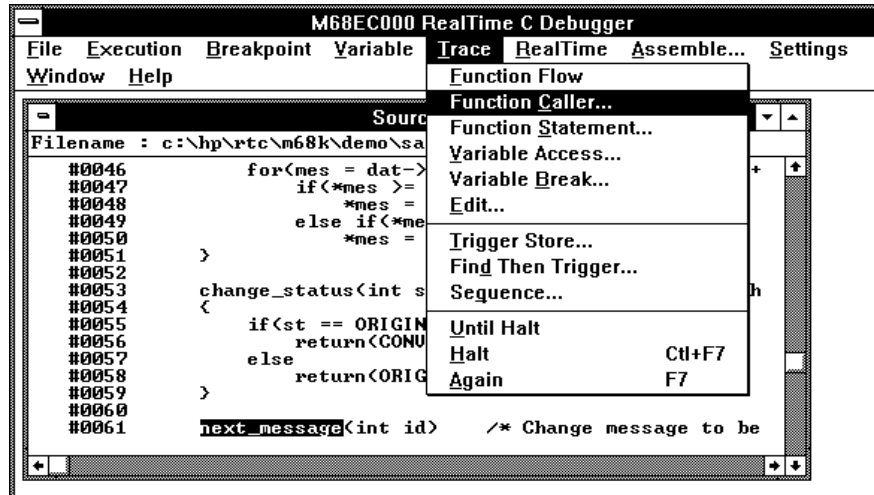 M68EC000 RealTime C Debugger
File Execution Breakpoint Variable Trace RealTime Assemble... Settings
Window Help
Function Flow
Function Caller...
Function Statement...
Variable Access...
Variable Break...
Edit...
Trigger Store...
Find Then Trigger...
Sequence...
Until Halt
Halt Ctl+F7
Again F7
Sourc
Filename : c:\hp\rtc\m68k\demo\sa
#0046 for(mes = dat-> +
#0047 if(*mes >=
#0048 *mes =
#0049 else if(*me
#0050 *mes =
#0051 }
#0052
#0053 change_status(int s h
#0054 {
#0055 if(st == ORIGIN
#0056 return(CONV
#0057 else
#0058 return(ORIG
#0059 }
#0060
#0061 next_message(int id) /* Change message to be